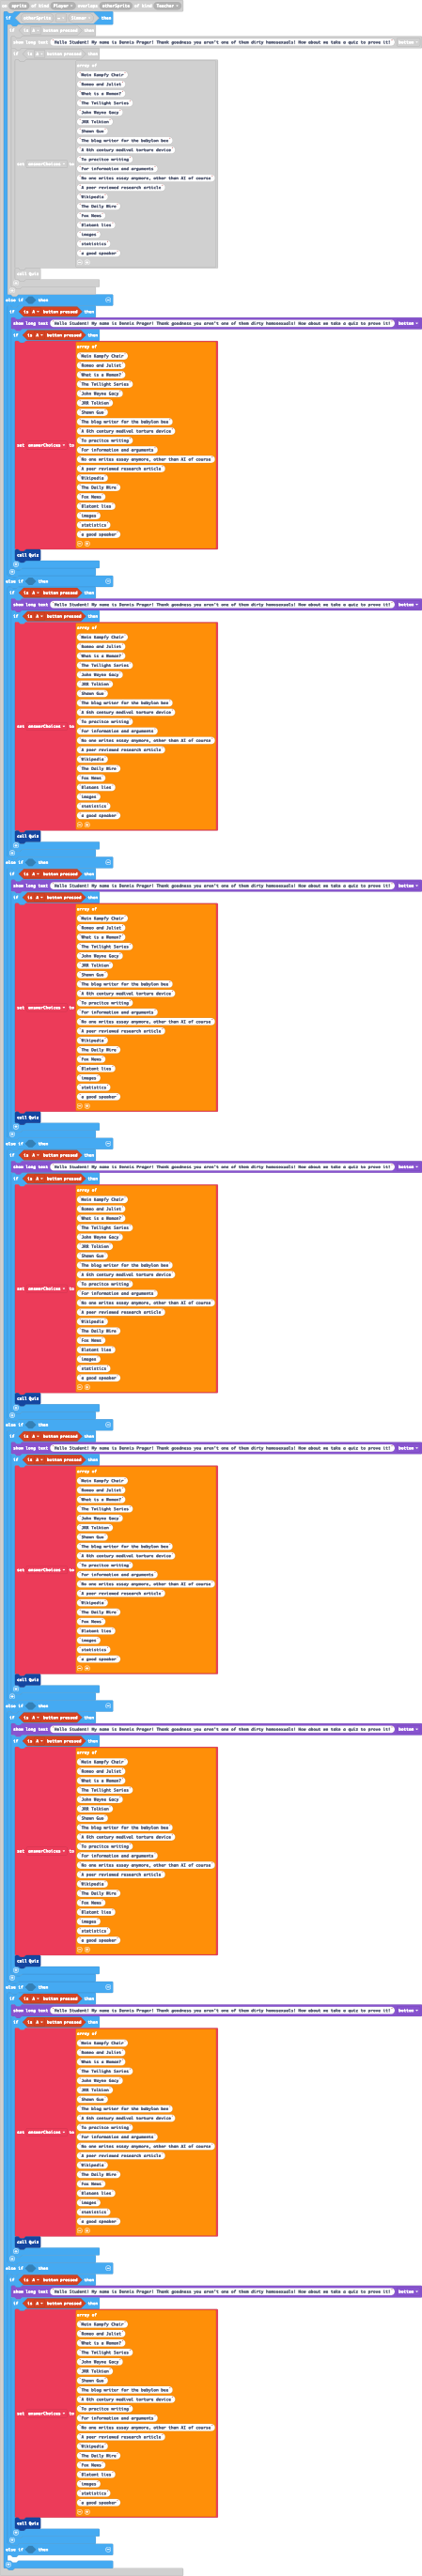 on sprite of kind Player overlaps otherSprite of kind Teacher
if otherSprite = Sister then
if is A button pressed then
show long text Hello Student! My name is Dennis Prager! Thank goodness you aren't one of them dirty homosexuals! How about we take a quiz to prove it! button
if is A button pressed then
array of
Mein Kampfy Chair
Romeo and Juliet
What is a Woman?
The Twilight Series
John Wayne Gacy
JRR Tolkien
Shawn
The blog writer for the babylon bee
A 8th century medival torture device
To pracitce writing
For information and arguments
set answerChoices to
No one writes essay anymore, other than AI of course
A peer reviewed research article
Wikipedia
The Daily Wire
Fox News
Blatant lies
images
statistics
a good speaker
call Quiz
else if then
if is A button pressed then
show long text Hello Student! My name is Dennis Prager! Thank goodness you aren't one of them dirty homosexuals! How about we take a quiz to prove it! button
if is A button pressed then
array of
Mein Kampfy Chair
Romeo and Juliet
What is a Woman?
The Twilight Series
John Wayne Gacy
JRR Tolkien
Shawn
The blog writer for the babylon bee
A 8th century medival torture device
To pracitce writing
set answerChoices to
For information and arguments
No one writes essay anymore, other than AI of course
A peer reviewed research article
Wikipedia
The Daily Wire
Fox News
Blatant lies
images
statistics
a good speaker
call Quiz
else if then
if is A button pressed then
show long text Hello Student! My name is Dennis Prager! Thank goodness you aren't one of them dirty homosexuals! How about we take a quiz to prove it! button
if is A button pressed then
array of
Mein Kampfy Chair
Romeo and Juliet
What is a Woman?
The Twilight Series
John Wayne Gacy
JRR Tolkien
Shawn
The blog writer for the babylon bee
A 8th century medival torture device
To pracitce writing
set answerChoices to
For information and arguments
No one writes essay anymore, other than AI of course
A peer reviewed research article
Wikipedia
The Daily Wire
Fox News
Blatant lies
images
statistics
a good speaker
call Quiz
else if then
if is A button pressed then
show long text Hello Student! My name is Dennis Prager! Thank goodness you aren't one of them dirty homosexuals! How about we take a quiz to prove it! button
if is A button pressed then
array of
Mein Kampfy Chair
Romeo and Juliet
What is a Woman?
The Twilight Series
John Wayne Gacy
JRR Tolkien
Shawn
The blog writer for the babylon bee
A 8th century medival torture device
To pracitce writing
set answerChoices to
For information and arguments
No one writes essay anymore, other than AI of course
A peer reviewed research article
Wikipedia
The Daily Wire
Fox News
Blatant lies
images
statistics
a good speaker
call Quiz
else if then
if is A button pressed then
show long text Hello Student! My name is Dennis Prager! Thank goodness you aren't one of them dirty homosexuals! How about we take a quiz to prove it! button
if is A button pressed then
array of
Mein Kampfy Chair
Romeo and Juliet
What is a Woman?
The Twilight Series
John Wayne Gacy
JRR Tolkien
Shawn
The blog writer for the babylon bee
A 8th century medival torture device
To pracitce writing
set answerChoices to
For information and arguments
No one writes essay anymore, other than AI of course
A peer reviewed research article
Wikipedia
The Daily Wire
Fox News
Blatant lies
images
statistics
a good speaker
call Quiz
else if then
if is A button pressed then
show long text Hello Student! My name is Dennis Prager! Thank goodness you aren't one of them dirty homosexuals! How about we take a quiz to prove it! button
if is A button pressed then
array of
Mein Kampfy Chair
Romeo and Juliet
What is a Woman?
The Twilight Series
John Wayne Gacy
JRR Tolkien
Shawn
The blog writer for the babylon bee
A 8th century medival torture device
To pracitce writing
set answerChoices to
For information and arguments
No one writes essay anymore, other than AI of course
A peer reviewed research article
Wikipedia
The Daily Wire
Fox News
Blatant lies
images
statistics
a good speaker
call Quiz
else if then
if is A button pressed then
show long text Hello Student! My name is Dennis Prager! Thank goodness you aren't one of them dirty homosexuals! How about we take a quiz to prove it! button
if is A button pressed then
array of
Mein Kampfy Chair
Romeo and Juliet
What is a Woman?
The Twilight Series
John Wayne Gacy
JRR Tolkien
Shawn
The blog writer for the babylon bee
A 8th century medival torture device
To pracitce writing
set answerChoices to
For information and arguments
No one writes essay anymore, other than AI of course
A peer reviewed research article
Wikipedia
The Daily Wire
Fox News
Blatant lies
images
statistics
a good speaker
call Quiz
else if then
if is A button pressed then
show long text Hello Student! My name is Dennis Prager! Thank goodness you aren't one of them dirty homosexuals! How about we take a quiz to prove it! button
if is A button pressed then
array of
Mein Kampfy Chair
Romeo and Juliet
What is a Woman?
The Twilight Series
John Wayne Gacy
JRR Tolkien
Shawn
The blog writer for the babylon bee
A 8th century medival torture device
To pracitce writing
set answerChoices to
For information and arguments
No one writes essay anymore, other than AI of course
A peer reviewed research article
Wikipedia
The Daily Wire
Fox News
Blatant lies
images
statistics
a good speaker
call Quiz
else if then
if is A button pressed then
show long text Hello Student! My name is Dennis Prager! Thank goodness you aren't one of them dirty homosexuals! How about we take a quiz to prove it! button
if is A button pressed then
array of
Mein Kampfy Chair
Romeo and Juliet
What is a Woman?
The Twilight Series
John Wayne Gacy
JRR Tolkien
Shawn
The blog writer for the babylon bee
A 8th century medival torture device
To pracitce writing
set answerChoices to
For information and arguments
No one writes essay anymore, other than AI of course
A peer reviewed research article
Wikipedia
The Daily Wire
Fox News
Blatant lies
images
statistics
a good speaker
call Quiz
else if then